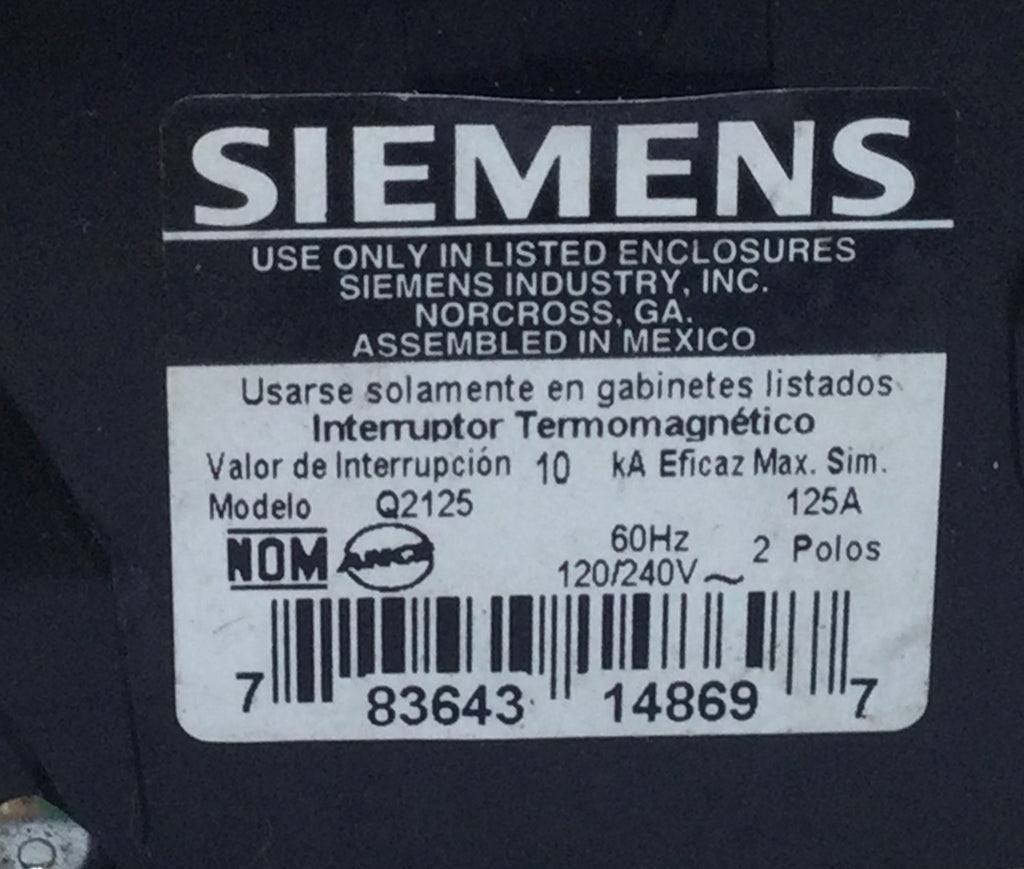 SIEMENS
USE ONLY IN LISTED ENCLOSURES
SIEMENS INDUSTRY, INC.
NORCROSS, GA.
ASSEMBLED IN MEXICO
Usarse solamente en gabinetes listados
Interruptor Termomagnético
Valor de Interrupción 10 kA Eficaz Max. Sim.
Modelo Q2125 125A
NOM ANCE 60Hz 2 Polos
120/240V~
7 83643 14869 7